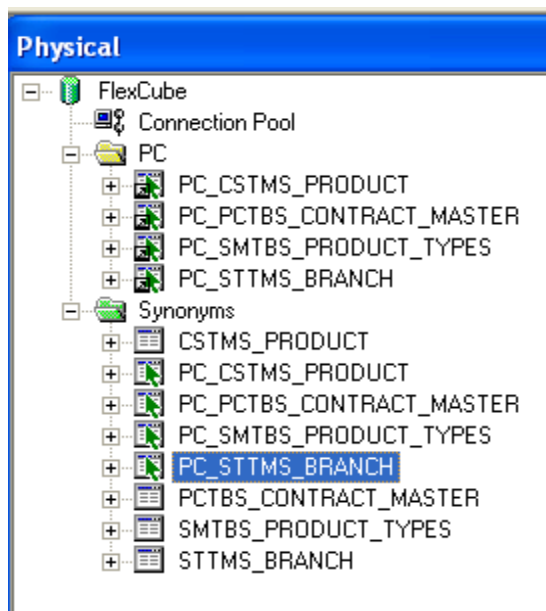 Physical
FlexCube
Connection Pool
PC
PC_CSTMS_PRODUCT
PC_PCTBS_CONTRACT_MASTER
PC_SMTBS_PRODUCT_TYPES
PC_STTMS_BRANCH
Synonyms
CSTMS_PRODUCT
PC_CSTMS_PRODUCT
PC_PCTBS_CONTRACT_MASTER
PC_SMTBS_PRODUCT_TYPES
PC_STTMS_BRANCH
PCTBS_CONTRACT_MASTER
SMTBS_PRODUCT_TYPES
STTMS_BRANCH